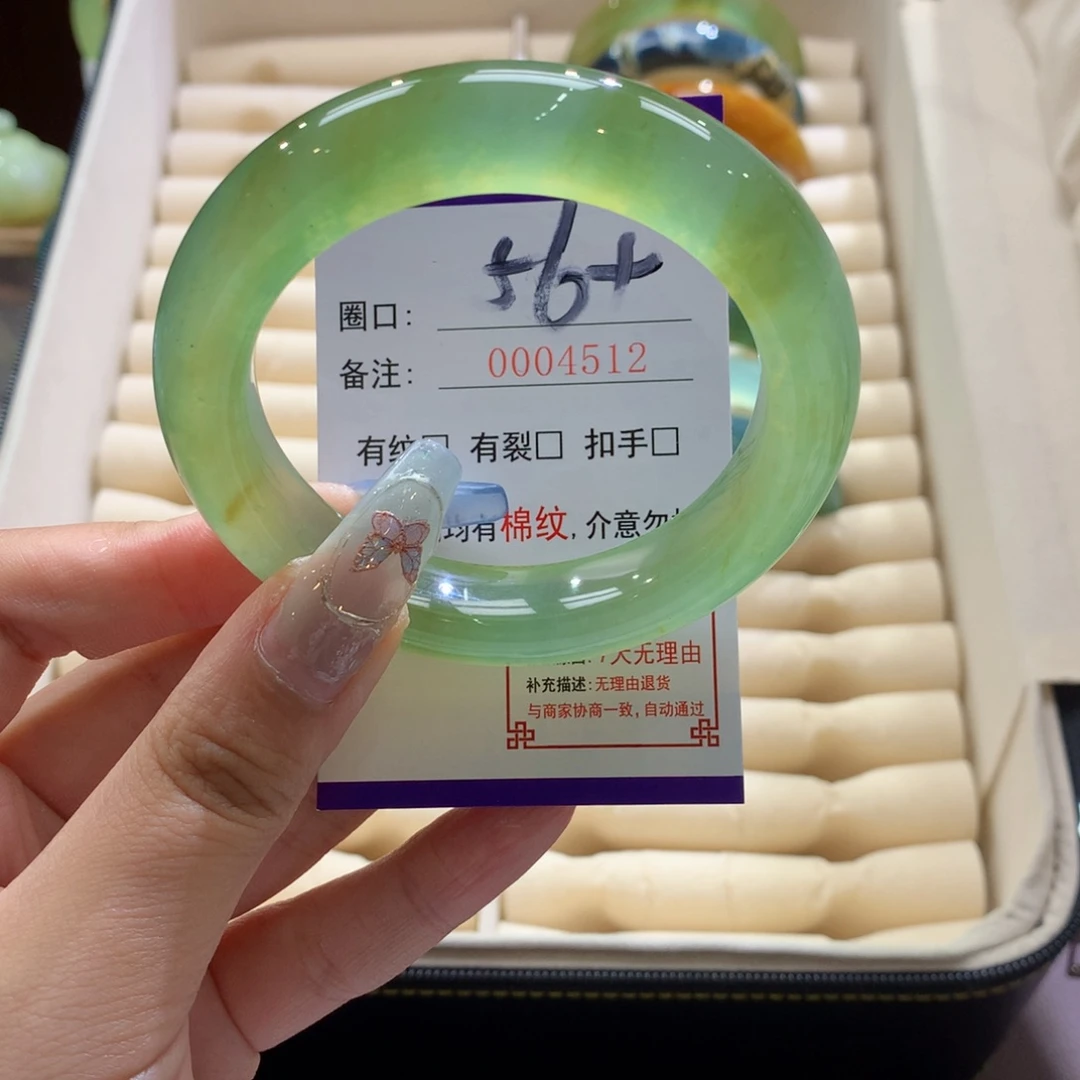 圈口: 56+
备注: 0004512
有纹□ 有裂□ 扣手□
均有棉纹, 介意勿
7天无理由
补充描述:无理由退货
与商家协商一致, 自动通过